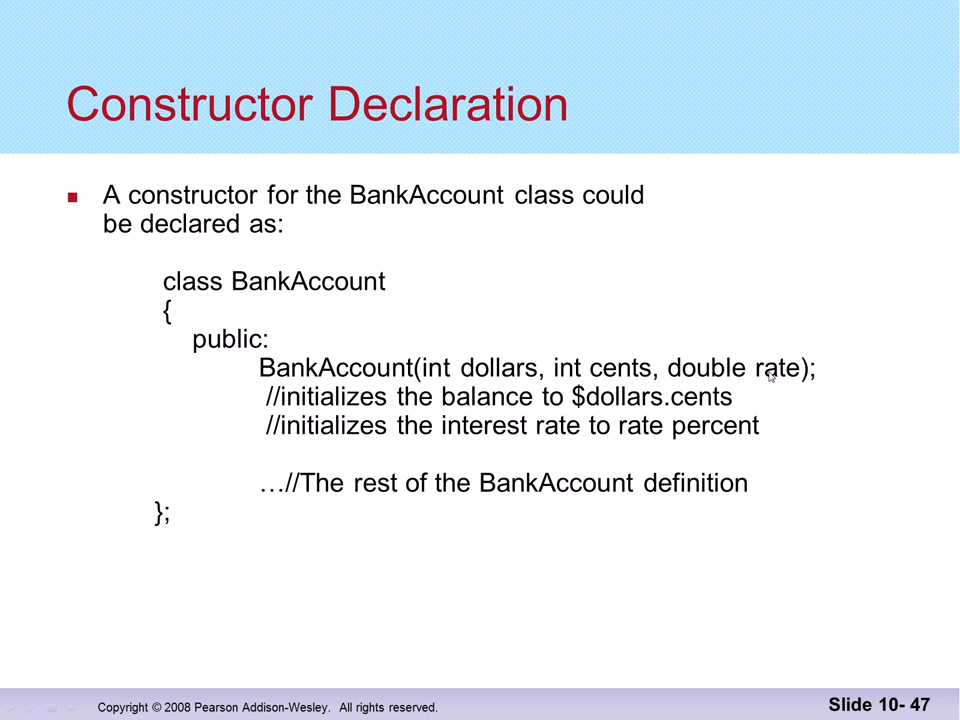 Constructor Declaration
A constructor for the BankAccount class could
be declared as:
class BankAccount
{
public:
BankAccount(int dollars, int cents, double rate);
//initializes the balance to $dollars.cents
//initializes the interest rate to rate percent
…//The rest of the BankAccount definition
};
Copyright © 2008 Pearson Addison-Wesley. All rights reserved.
Slide 10- 47